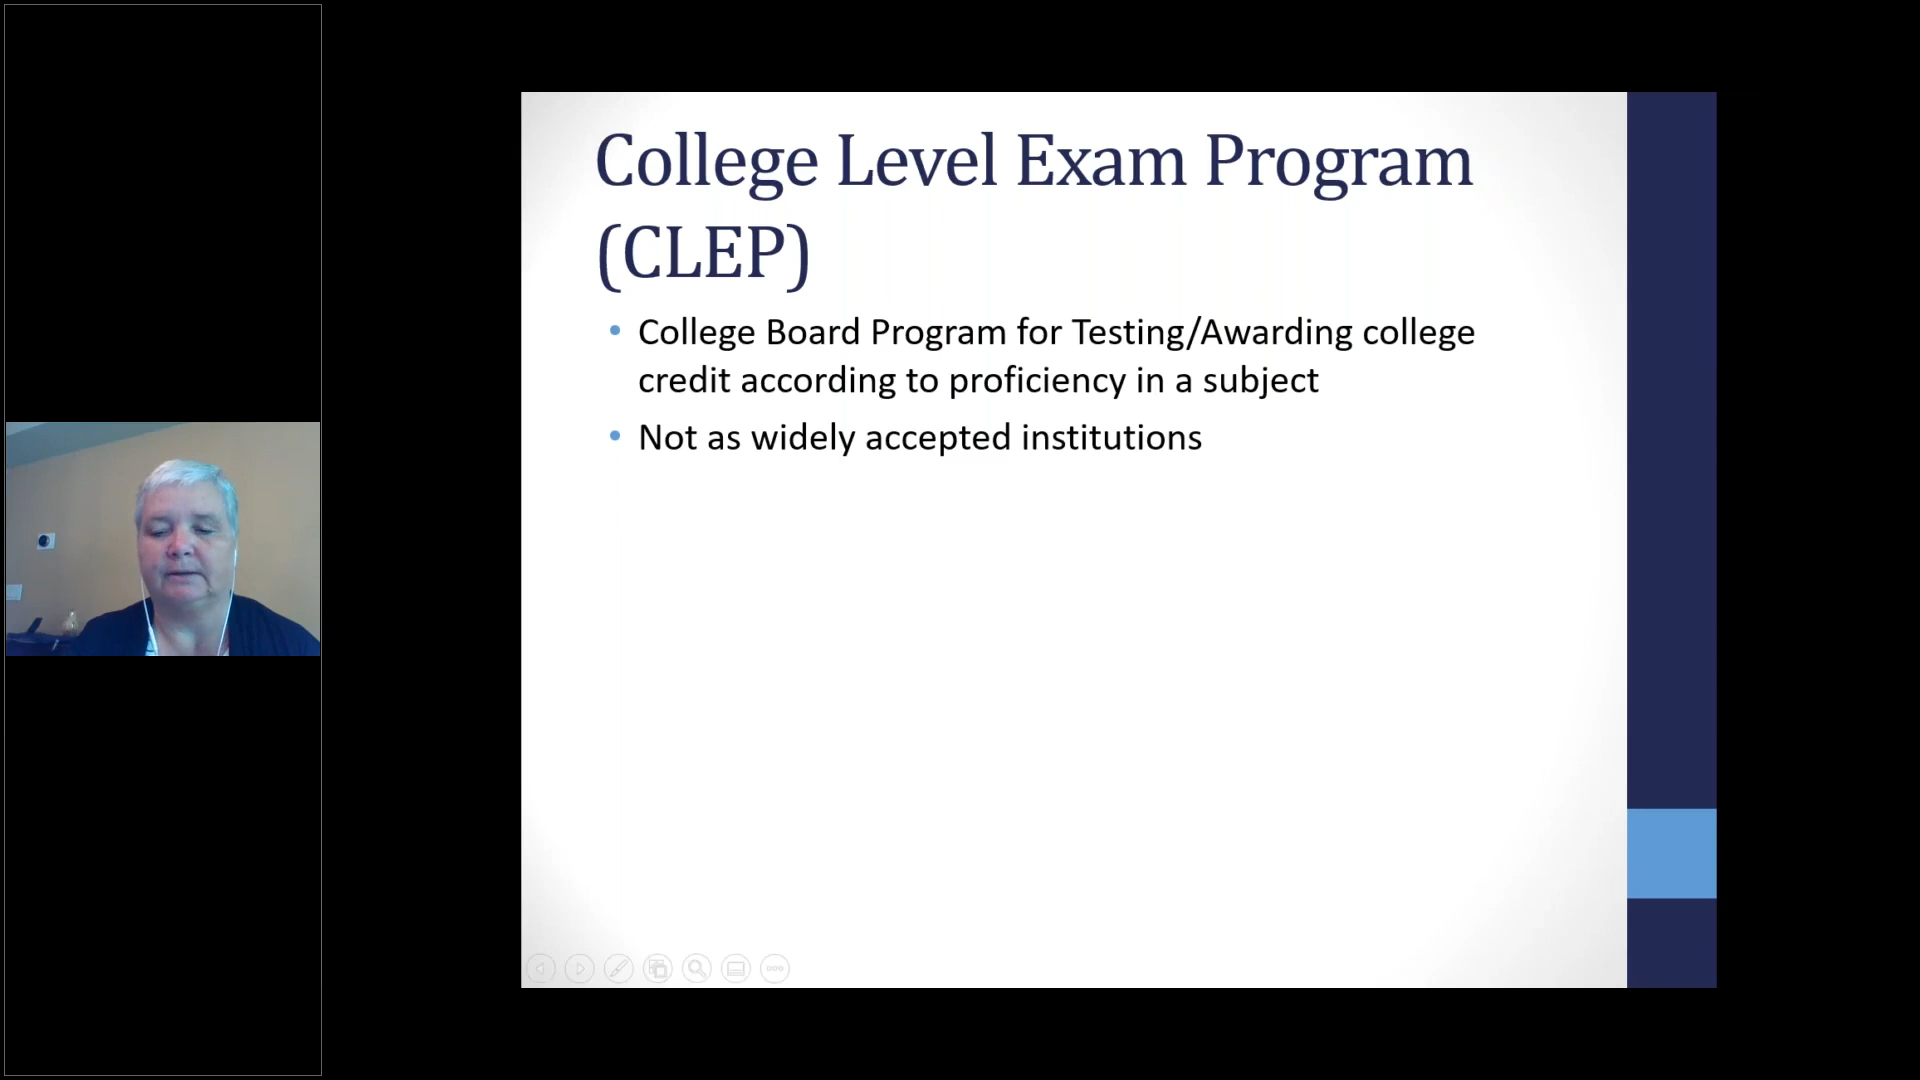 College Level Exam Program
(CLEP)
• College Board Program for Testing/Awarding college
credit according to proficiency in a subject
• Not as widely accepted institutions